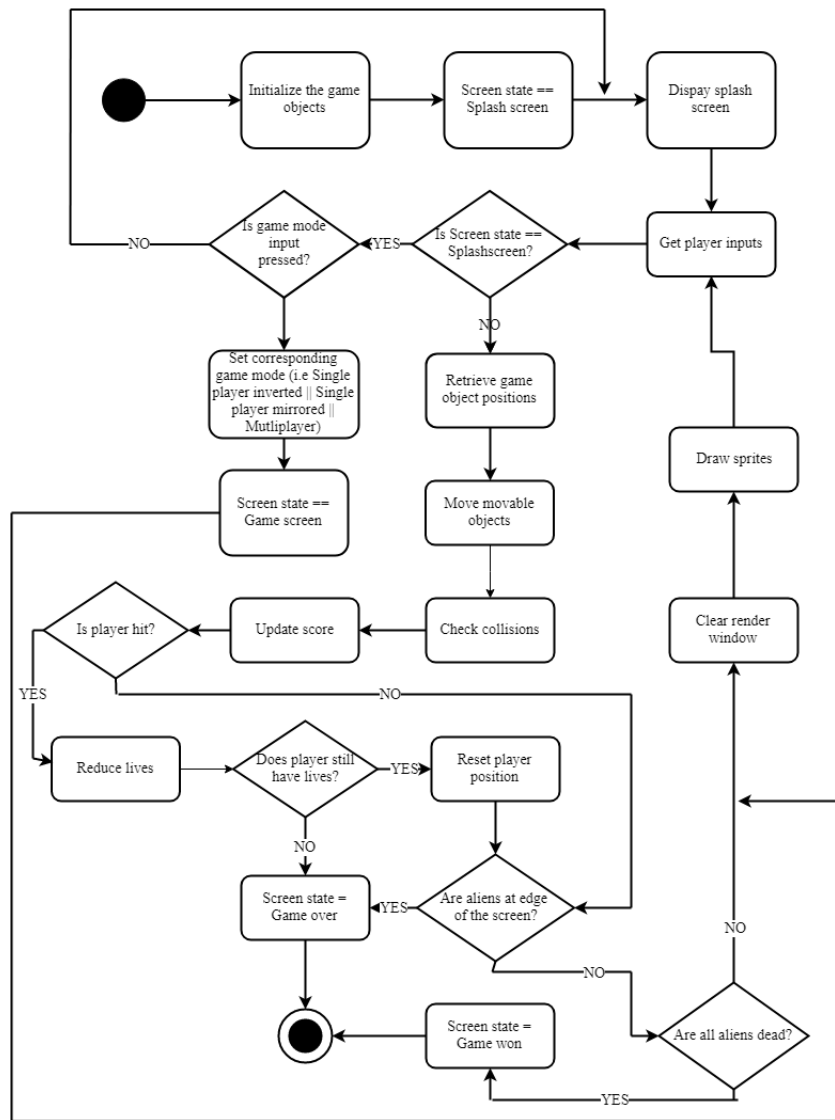 Initialize the game
objects
Screen state ==
Splash screen
Dispay splash
screen
Is game mode
input
pressed?
NO
YES
Is Screen state ==
Splashscreen?
Get player inputs
NO
Set corresponding
game mode (i.e Single
player inverted || Single
player mirrored ||
Mutliplayer)
Retrieve game
object positions
Draw sprites
Screen state ==
Game screen
Move movable
objects
Is player hit?
Update score
Check collisions
Clear render
window
YES
NO
Reduce lives
Does player still
have lives?
YES
Reset player
position
NO
Screen state =
Game over
YES
Are aliens at edge
of the screen?
NO
NO
Screen state =
Game won
Are all aliens dead?
YES